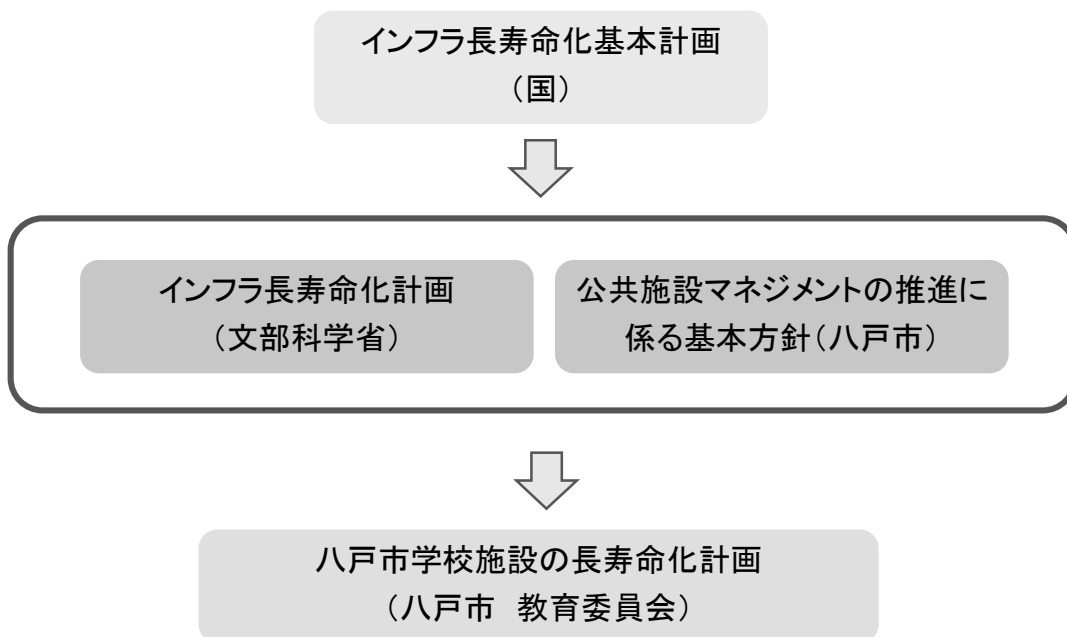 インフラ長寿命化基本計画
（国）
インフラ長寿命化計画
（文部科学省）
公共施設マネジメントの推進に
係る基本方針（八戸市）
八戸市学校施設の長寿命化計画
（八戸市　教育委員会）